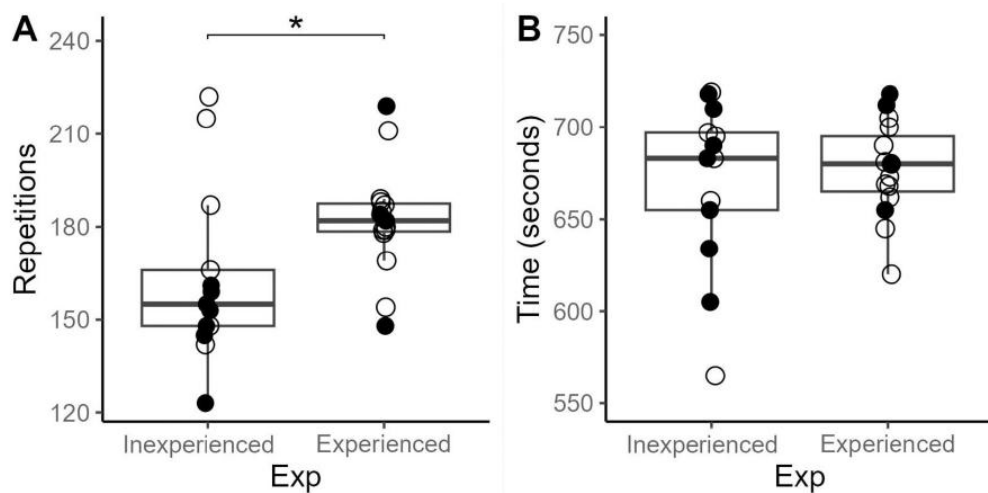 A
*
240
210
180
150
120
Repetitions
Inexperienced
Experienced
Exp
B
750
700
650
600
550
Time (seconds)
Inexperienced
Experienced
Exp